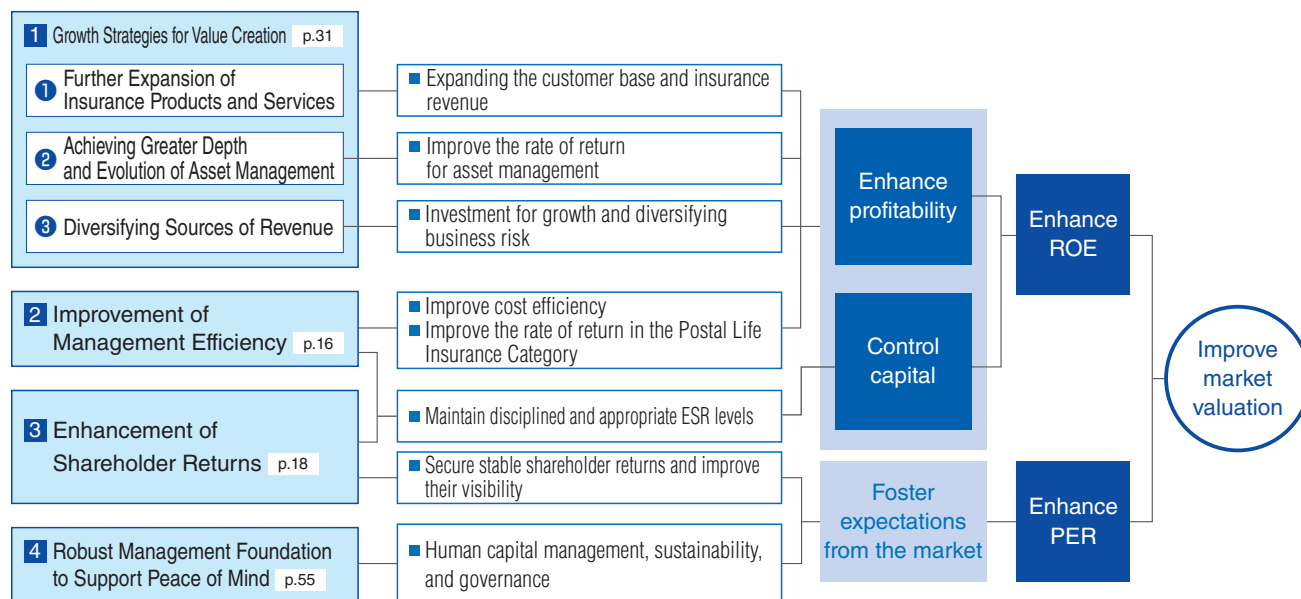 1 Growth Strategies for Value Creation p.31
1 Further Expansion of
Insurance Products and Services
2 Achieving Greater Depth
and Evolution of Asset Management
3 Diversifying Sources of Revenue
2 Improvement of
Management Efficiency p.16
3 Enhancement of
Shareholder Returns p.18
4 Robust Management Foundation
to Support Peace of Mind p.55
■ Expanding the customer base and insurance
revenue
■ Improve the rate of return
for asset management
■ Investment for growth and diversifying
business risk
■ Improve cost efficiency
■ Improve the rate of return in the Postal Life
Insurance Category
■ Maintain disciplined and appropriate ESR levels
■ Secure stable shareholder returns and improve
their visibility
■ Human capital management, sustainability,
and governance
Enhance
profitability
Control
capital
Foster
expectations
from the market
Enhance
ROE
Enhance
PER
Improve
market
valuation